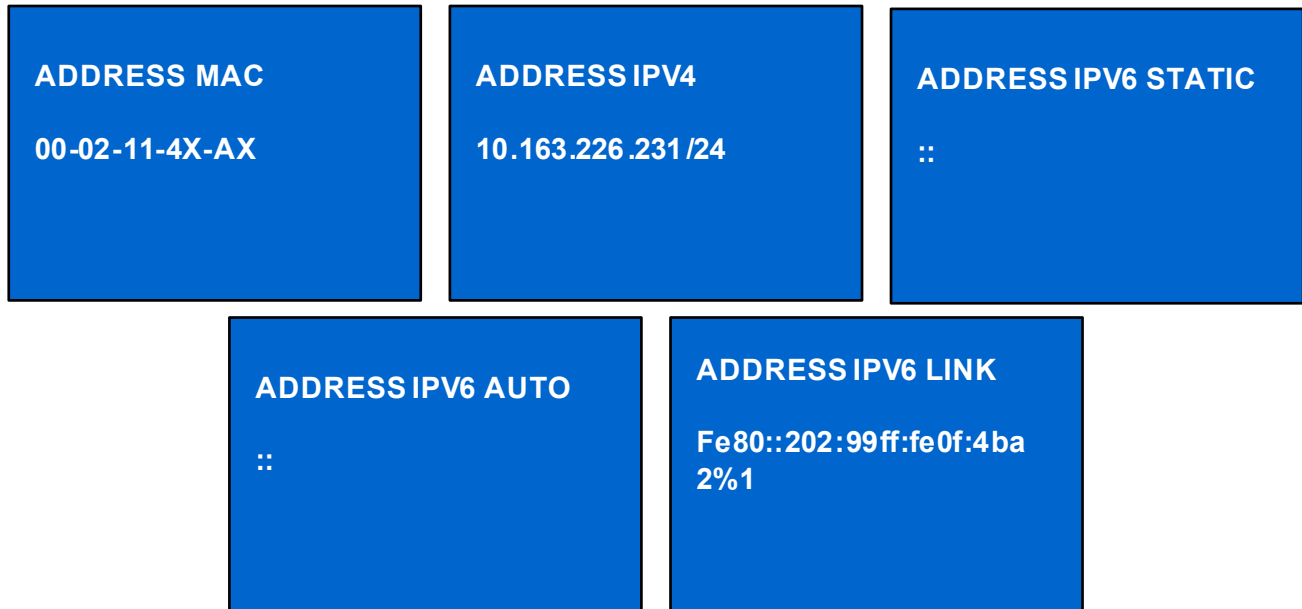 ADDRESS MAC
00-02-11-4X-AX
ADDRESS IPV4
10.163.226.231/24
ADDRESS IPV6 STATIC
::
ADDRESS IPV6 AUTO
::
ADDRESS IPV6 LINK
Fe80::202:99ff:fe0f:4ba
2%1